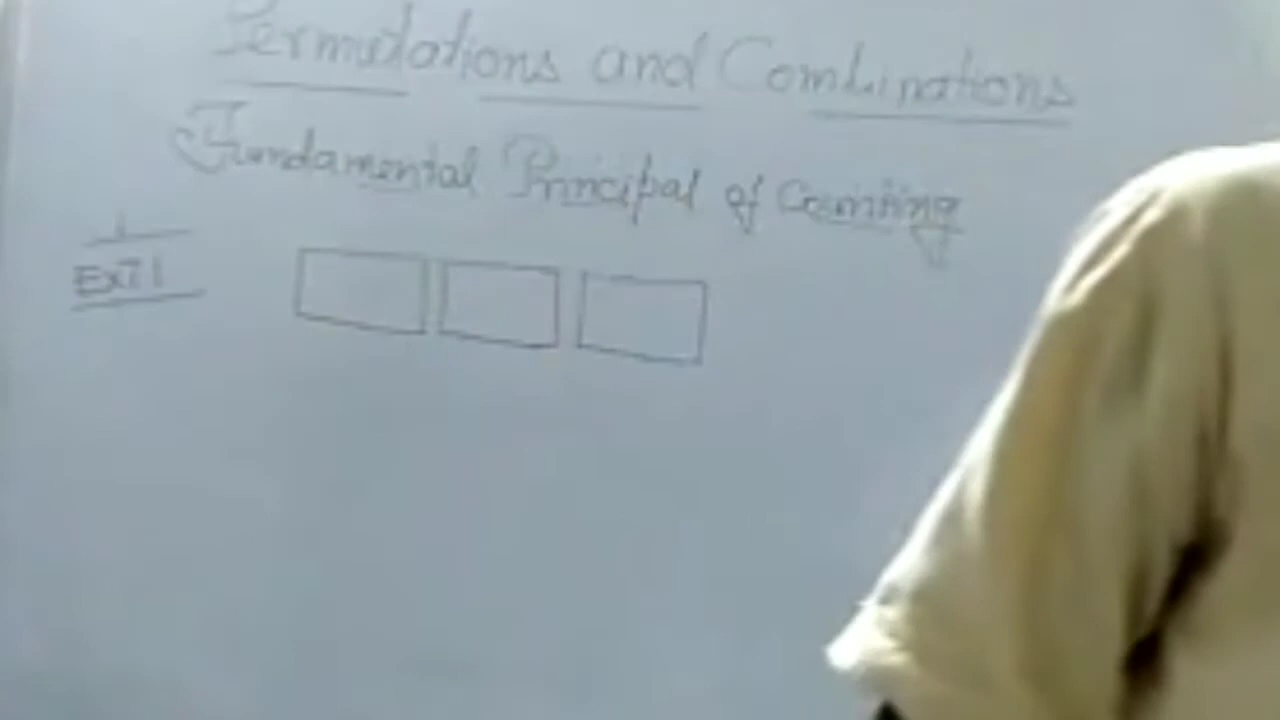 Permutations and Combinations
Fundamental Principal of Counting
Ex: 1